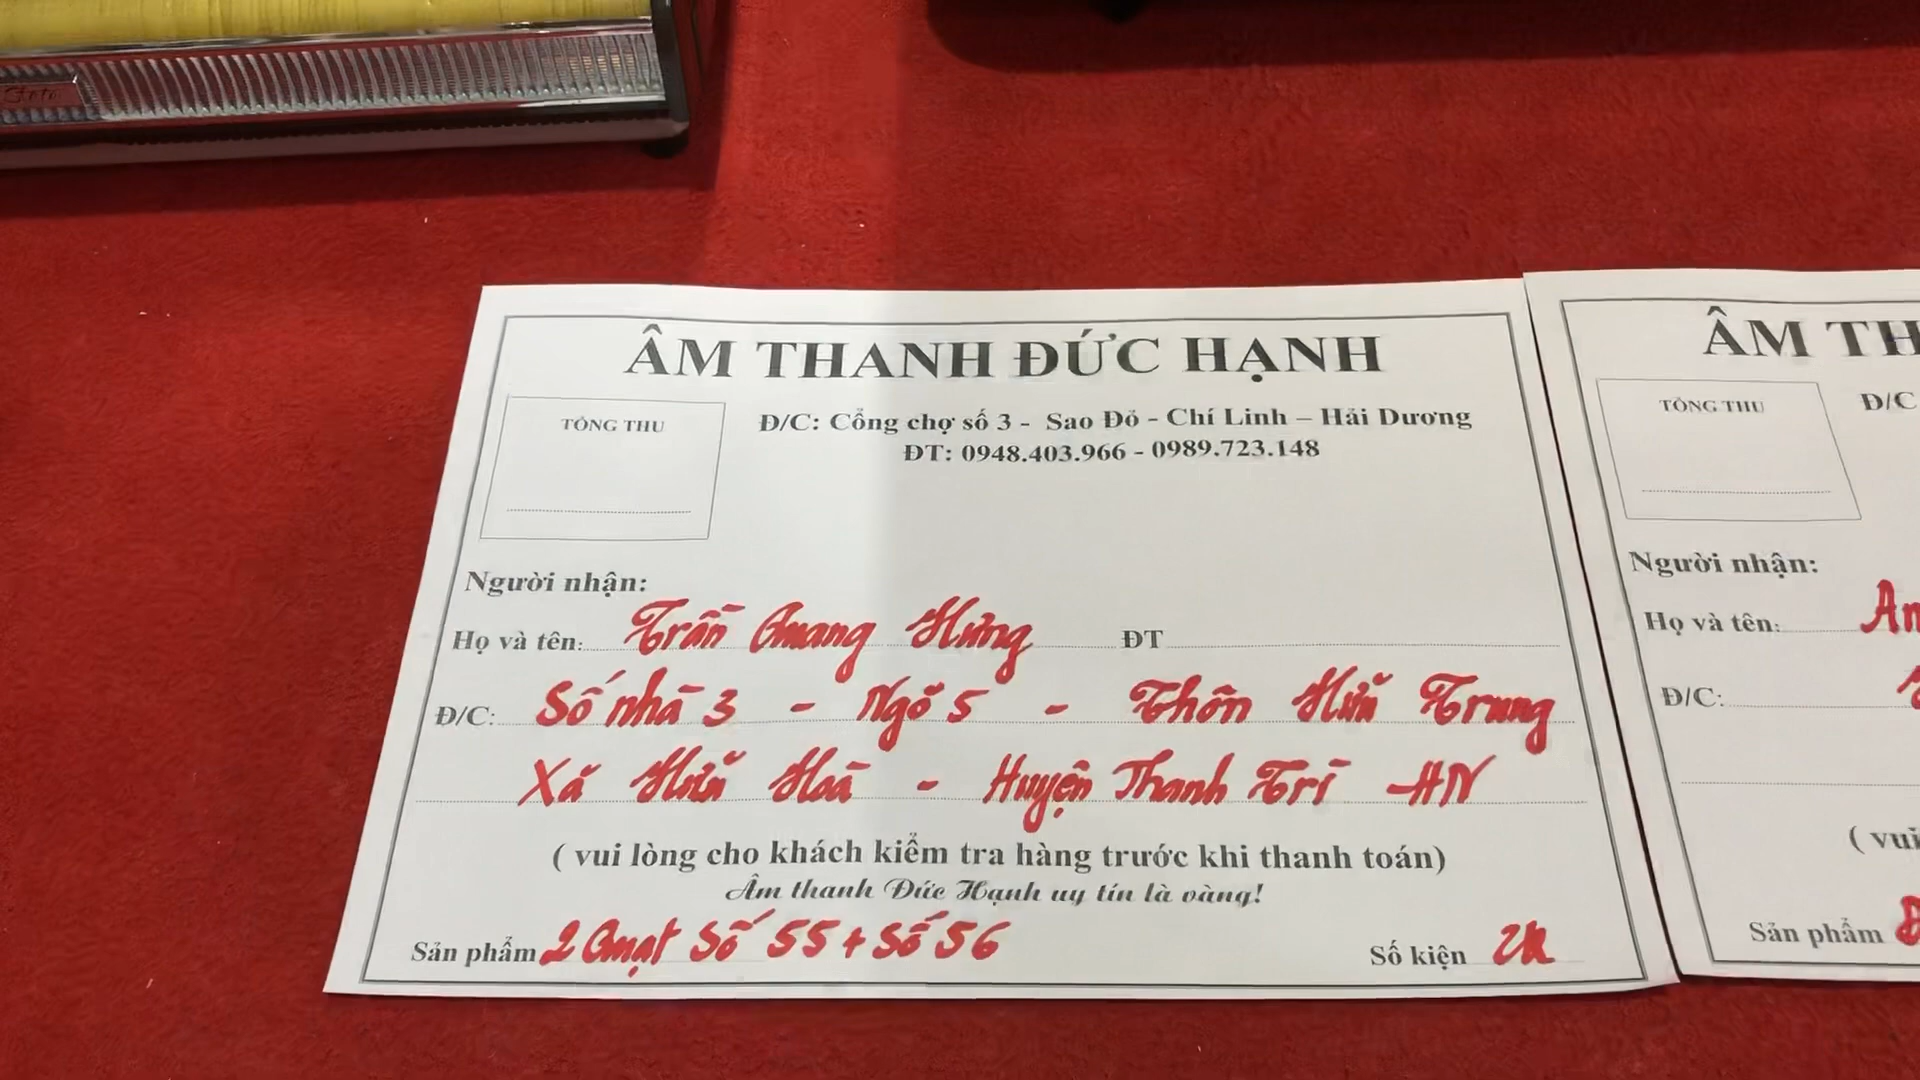 ÂM THANH ĐỨC HẠNH
TỔNG THU
Đ/C: Cổng chợ số 3 - Sao Đỏ - Chí Linh – Hải Dương
ĐT: 0948.403.966 - 0989.723.148
Người nhận:
Họ và tên: Trần Quang Hưng ĐT
Đ/C: Số nhà 3 - Ngõ 5 - Thôn Hữu Trung
Xã Hữu Hoà - Huyện Thanh Trì - HN
( vui lòng cho khách kiểm tra hàng trước khi thanh toán)
Âm thanh Đức Hạnh uy tín là vàng!
Sản phẩm 2 Quạt Số 55 + Số 56 Số kiện 2K
ÂM TH
TỔNG THU
Đ/C
Người nhận:
Họ và tên: An
Đ/C:
( vui
Sản phẩm